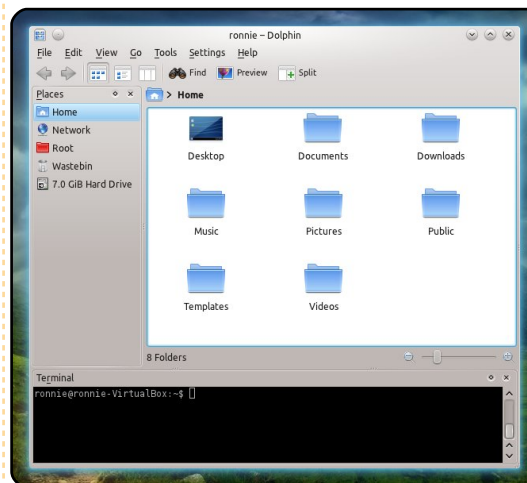 ronnie – Dolphin
File Edit View Go Tools Settings Help
Find Preview Split
Places
> Home
Home
Network
Root
Wastebin
7.0 GiB Hard Drive
Desktop Documents Downloads
Music Pictures Public
Templates Videos
8 Folders
Terminal
ronnie@ronnie-VirtualBox:~$